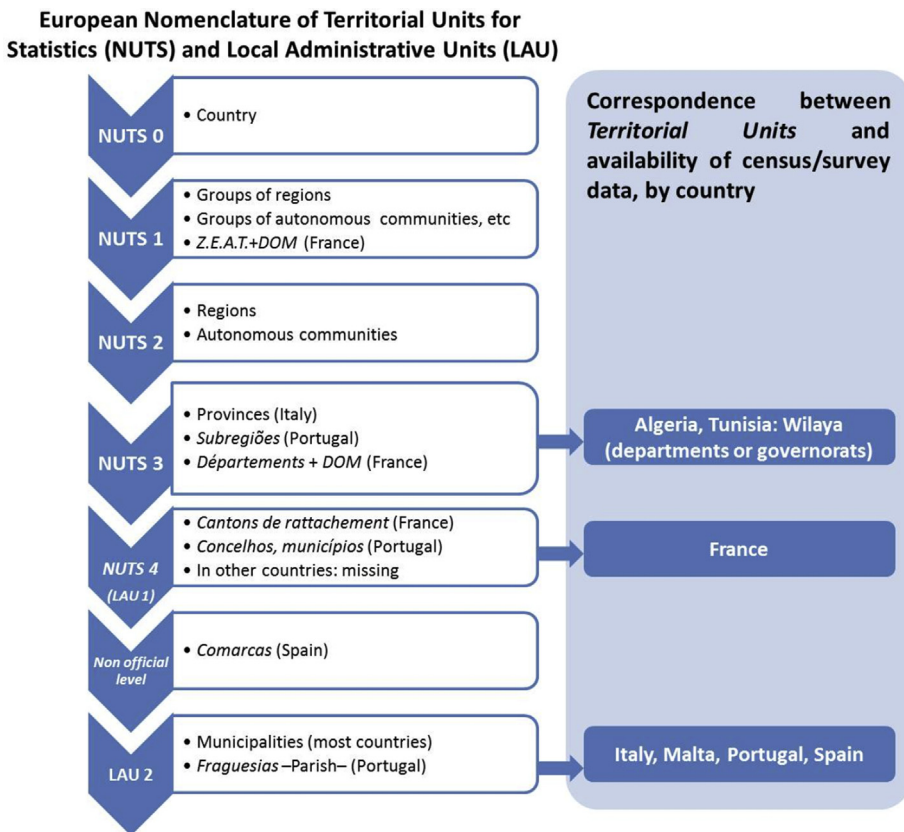 European Nomenclature of Territorial Units for
Statistics (NUTS) and Local Administrative Units (LAU)
NUTS 0
• Country
NUTS 1
• Groups of regions
• Groups of autonomous communities, etc
• Z.E.A.T.+DOM (France)
NUTS 2
• Regions
• Autonomous communities
NUTS 3
• Provinces (Italy)
• Subregiões (Portugal)
• Départements + DOM (France)
NUTS 4
(LAU 1)
• Cantons de rattachement (France)
• Concelhos, municípios (Portugal)
• In other countries: missing
Non official
level
• Comarcas (Spain)
LAU 2
• Municipalities (most countries)
• Fraguesias –Parish– (Portugal)
Correspondence between
Territorial Units and
availability of census/survey
data, by country
Algeria, Tunisia: Wilaya
(departments or governorats)
France
Italy, Malta, Portugal, Spain